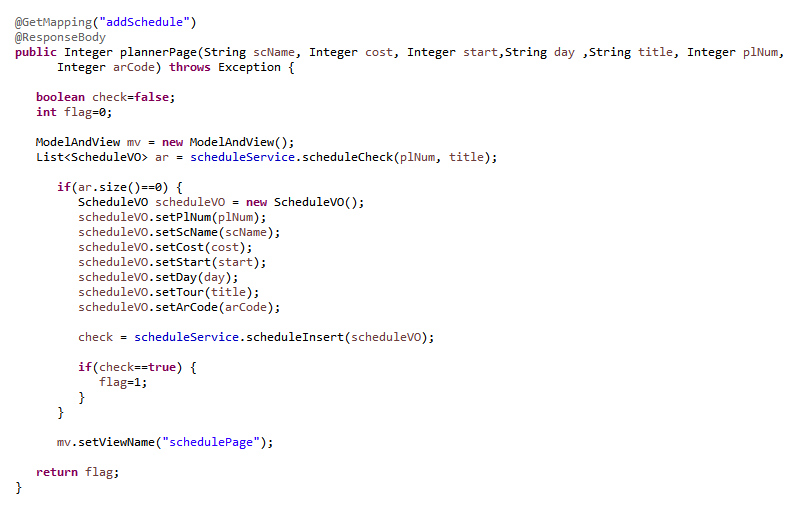 @GetMapping("addSchedule")
@ResponseBody
public Integer plannerPage(String scName, Integer cost, Integer start,String day ,String title, Integer plNum,
Integer arCode) throws Exception {
boolean check=false;
int flag=0;
ModelAndView mv = new ModelAndView();
List<ScheduleVO> ar = scheduleService.scheduleCheck(plNum, title);
if(ar.size()==0) {
ScheduleVO scheduleVO = new ScheduleVO();
scheduleVO.setPlNum(plNum);
scheduleVO.setScName(scName);
scheduleVO.setCost(cost);
scheduleVO.setStart(start);
scheduleVO.setDay(day);
scheduleVO.setTour(title);
scheduleVO.setArCode(arCode);
check = scheduleService.scheduleInsert(scheduleVO);
if(check==true) {
flag=1;
}
}
mv.setViewName("schedulePage");
return flag;
}